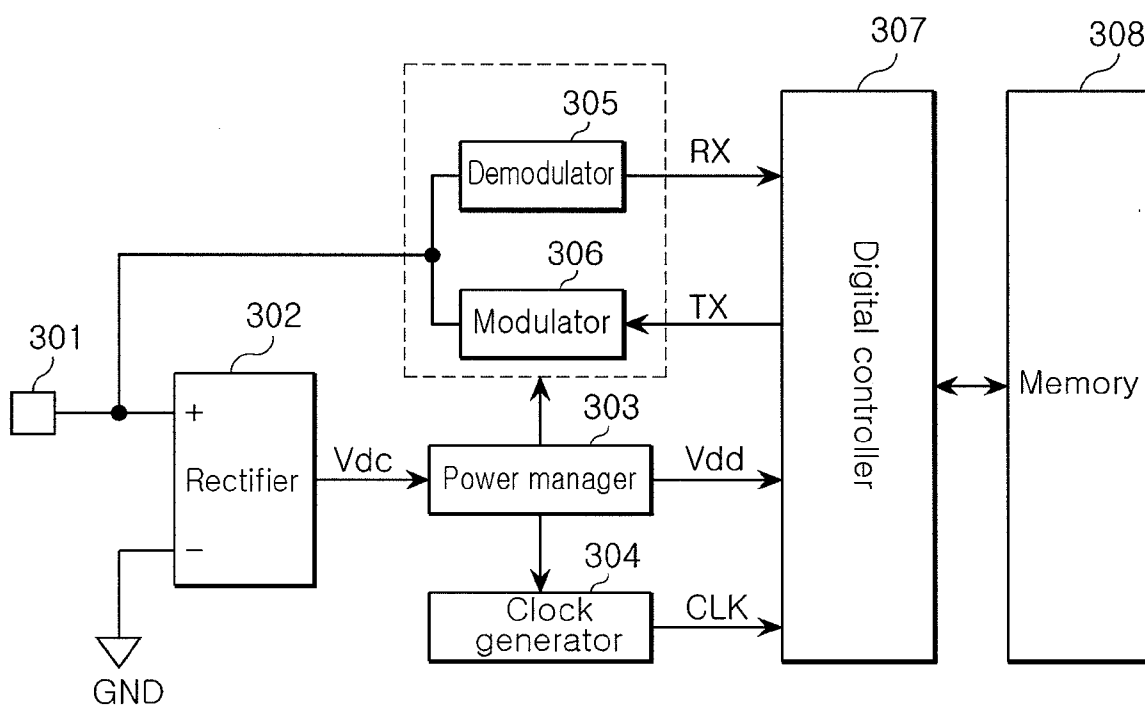 307
308
305
Demodulator
RX
306
Modulator
TX
301
302
+
Rectifier
−
GND
Vdc
303
Power manager
Vdd
304
Clock
generator
CLK
Digital controller
Memory